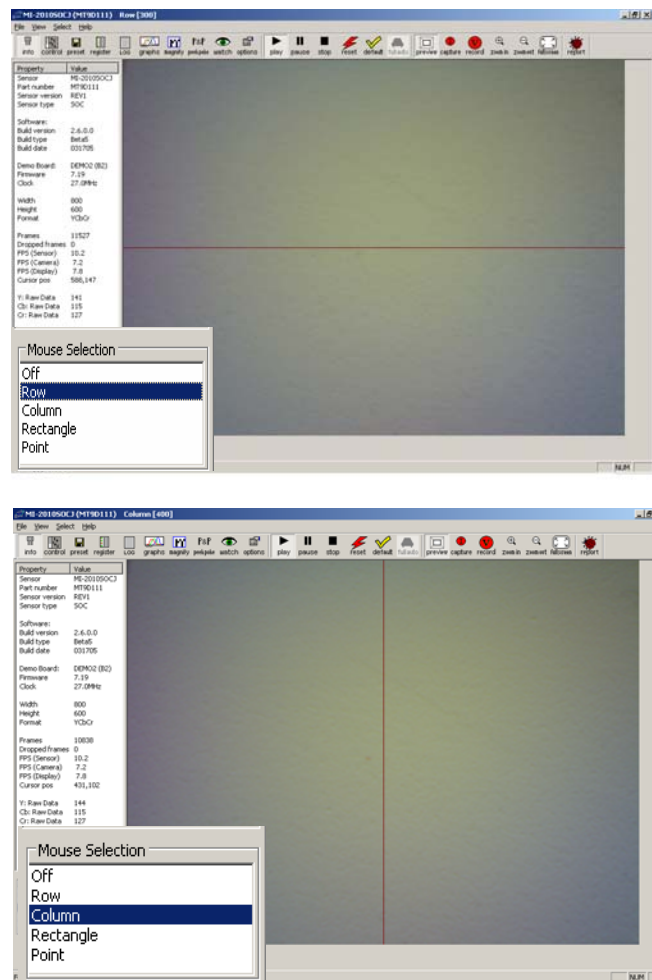 MI-2010SOCJ (MT9D111) Row [300]
File View Select Help
info control preset register LOG graphs magnify peripole watch options play pause stop reset default fullauto preview capture record zoom in zoom out fullscreen report
Property Value
Sensor MI-2010SOCJ
Part number MT9D111
Sensor version REV1
Sensor type SOC
Software:
Build version 2.6.0.0
Build type Beta5
Build date 031705
Demo Board: DEMO2 (B2)
Firmware 7.19
Clock 27.0MHz
Width 800
Height 600
Format YCbCr
Frames 11527
Dropped frames 0
FPS (Sensor) 10.2
FPS (Camera) 7.2
FPS (Display) 7.8
Cursor pos 588,147
Y: Raw Data 141
Cb: Raw Data 115
Cr: Raw Data 127
Mouse Selection
Off
Row
Column
Rectangle
Point
NUM
MI-2010SOCJ (MT9D111) Column [400]
File View Select Help
info control preset register LOG graphs magnify watch options play pause stop reset default preview capture record report
Property Value
Sensor MI-2010SOCJ
Part number MT9D111
Sensor version REV1
Sensor type SOC
Software:
Build version 2.6.0.0
Build type Beta5
Build date 031705
Demo Board: DEMO2 (B2)
Firmware 7.19
Clock 27.0MHz
Width 800
Height 600
Format YCbCr
Frames 10838
Dropped frames 0
FPS (Sensor) 10.2
FPS (Camera) 7.2
FPS (Display) 7.8
Cursor pos 431,102
Y: Raw Data 144
Cb: Raw Data 115
Cr: Raw Data 127
Mouse Selection
Off
Row
Column
Rectangle
Point
NUM